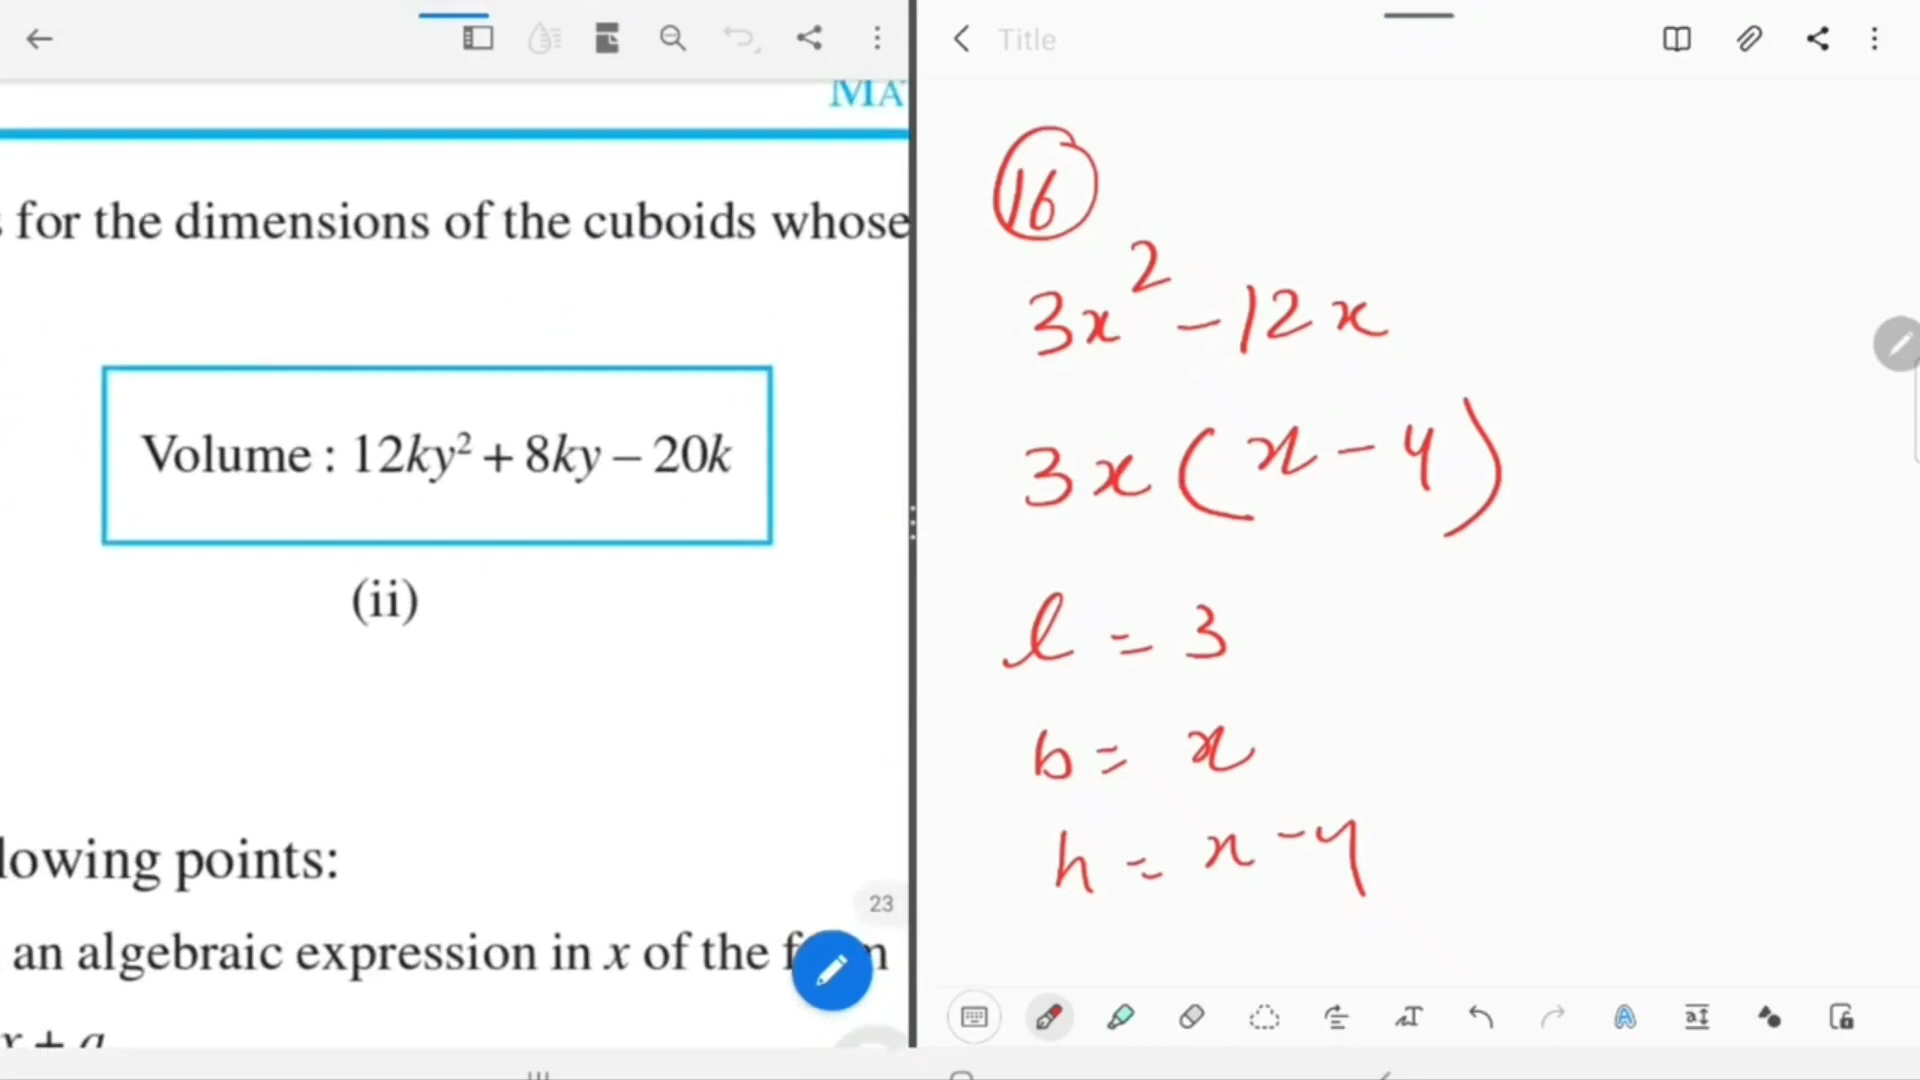 Title
MA
for the dimensions of the cuboids whose
Volume : 12ky² + 8ky – 20k
(ii)
lowing points:
23
an algebraic expression in x of the
16
3x² - 12x
3x(x - 4)
l = 3
b = x
h = x - 4